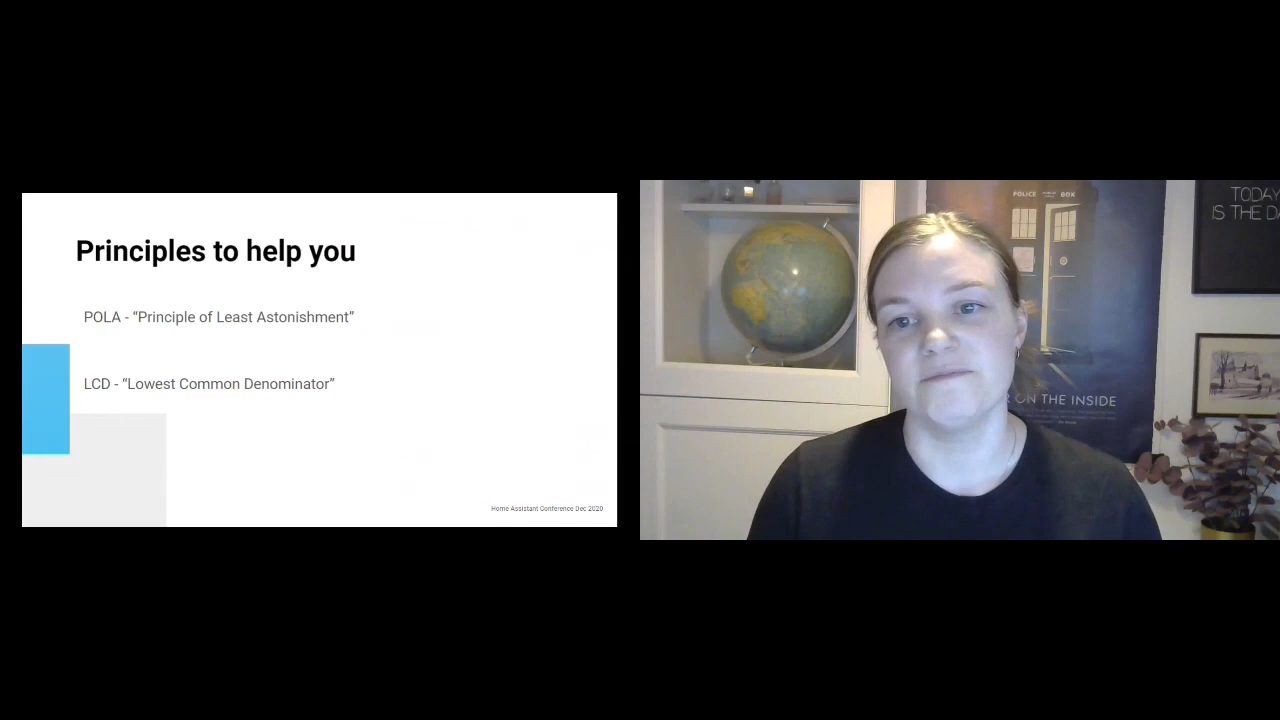 Principles to help you
POLA - “Principle of Least Astonishment”
LCD - “Lowest Common Denominator”
Home Assistant Conference Dec 2020
POLICE BOX
ON THE INSIDE
TODAY
IS THE DA